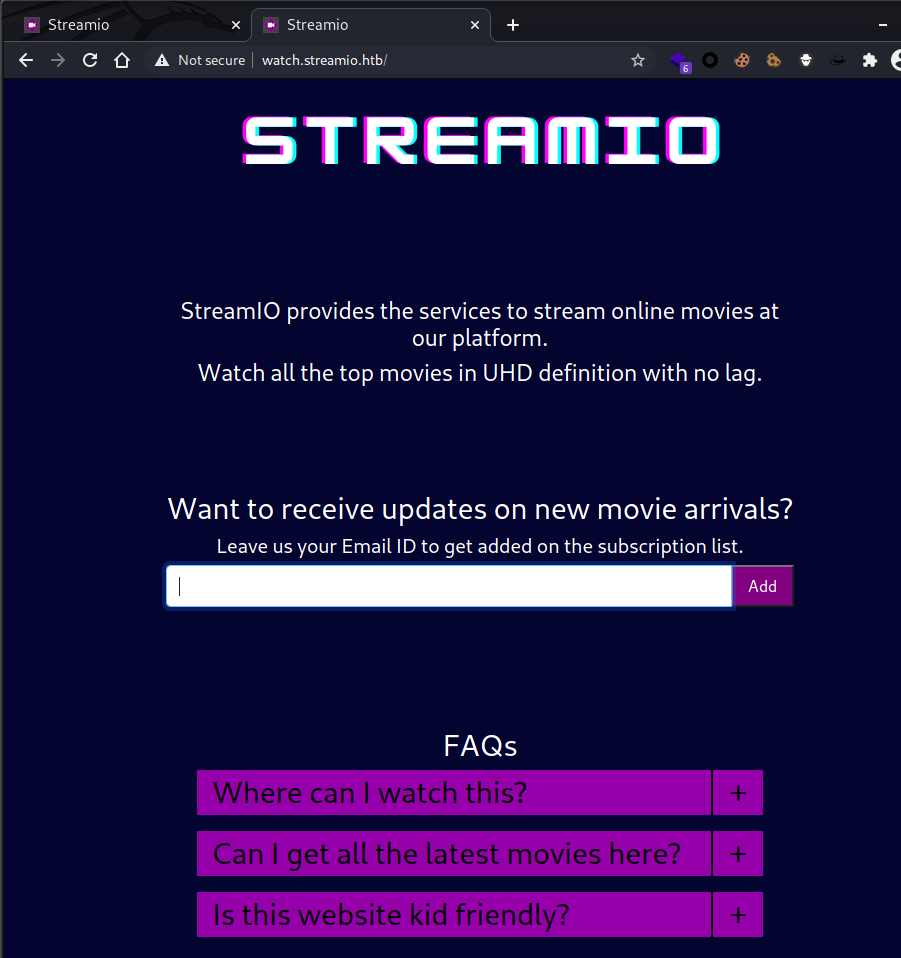 Streamio
Streamio
Not secure watch.streamio.htb/
6
STREAMIO
StreamIO provides the services to stream online movies at
our platform.
Watch all the top movies in UHD definition with no lag.
Want to receive updates on new movie arrivals?
Leave us your Email ID to get added on the subscription list.
Add
FAQs
Where can I watch this? +
Can I get all the latest movies here? +
Is this website kid friendly? +